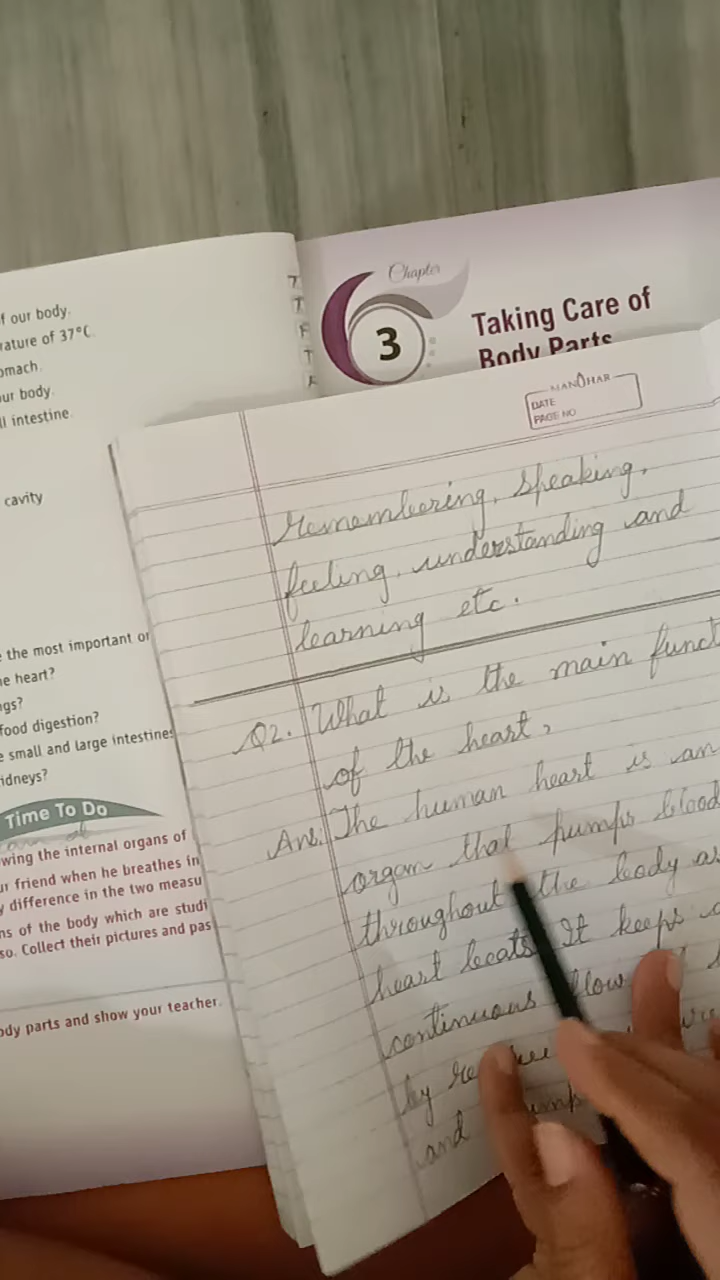 f our body.
rature of 37°C
omach.
ur body.
ll intestine
cavity
the most important or
e heart?
gs?
food digestion?
small and large intestines
idneys?
Time To Do
wing the internal organs of
ur friend when he breathes in
y difference in the two measu
ns of the body which are studi
so. Collect their pictures and pas
ody parts and show your teacher.
Chapter
3
Taking Care of
Body Parts
MANOHAR
DATE
PAGE NO
Remembering, speaking,
feeling, understanding and
learning etc.
Q2. What is the main funct
of the heart,
Ans. The human heart is an
organ that pumps blood
throughout the body as
heart beats. It keeps
continuous flow
by
and